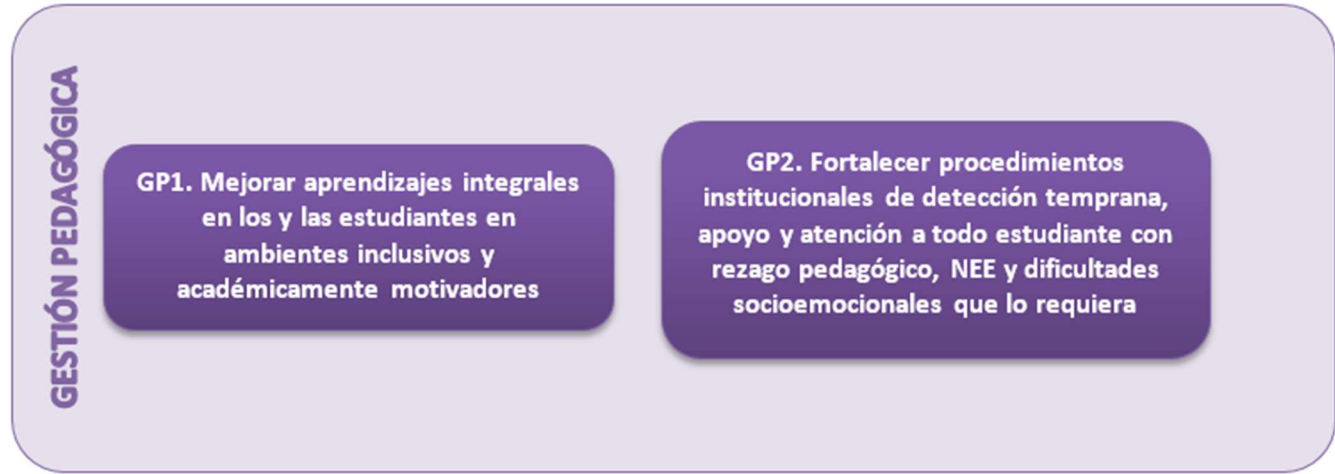 GESTIÓN PEDAGÓGICA
GP1. Mejorar aprendizajes integrales
en los y las estudiantes en
ambientes inclusivos y
académicamente motivadores
GP2. Fortalecer procedimientos
institucionales de detección temprana,
apoyo y atención a todo estudiante con
rezago pedagógico, NEE y dificultades
socioemocionales que lo requiera